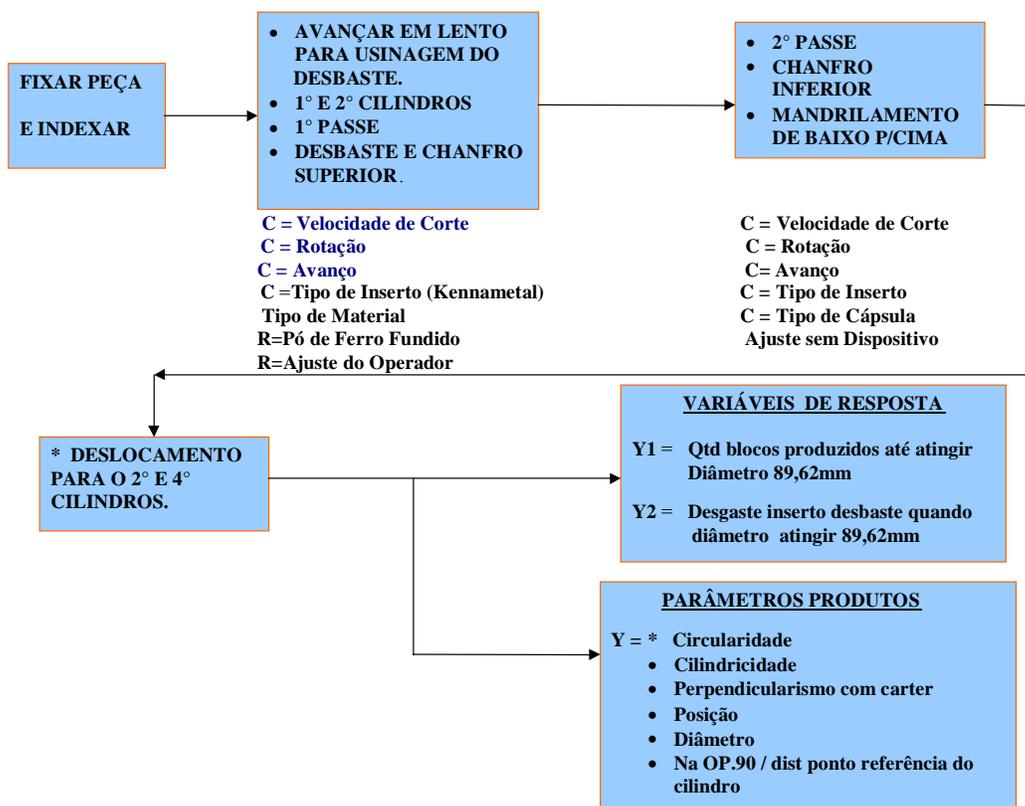 FIXAR PEÇA
E INDEXAR
• AVANÇAR EM LENTO
PARA USINAGEM DO
DESBASTE.
• 1° E 2° CILINDROS
• 1° PASSE
• DESBASTE E CHANFRO
SUPERIOR.
• 2° PASSE
• CHANFRO
INFERIOR
• MANDRILAMENTO
DE BAIXO P/CIMA
C = Velocidade de Corte
C = Rotação
C = Avanço
C =Tipo de Inserto (Kennametal)
Tipo de Material
R=Pó de Ferro Fundido
R=Ajuste do Operador
C = Velocidade de Corte
C = Rotação
C= Avanço
C = Tipo de Inserto
C = Tipo de Cápsula
Ajuste sem Dispositivo
* DESLOCAMENTO
PARA O 2° E 4°
CILINDROS.
VARIÁVEIS DE RESPOSTA
Y1 = Qtd blocos produzidos até atingir
Diâmetro 89,62mm
Y2 = Desgaste inserto desbaste quando
diâmetro atingir 89,62mm
PARÂMETROS PRODUTOS
Y = * Circularidade
• Cilindricidade
• Perpendicularismo com carter
• Posição
• Diâmetro
• Na OP.90 / dist ponto referência do
cilindro